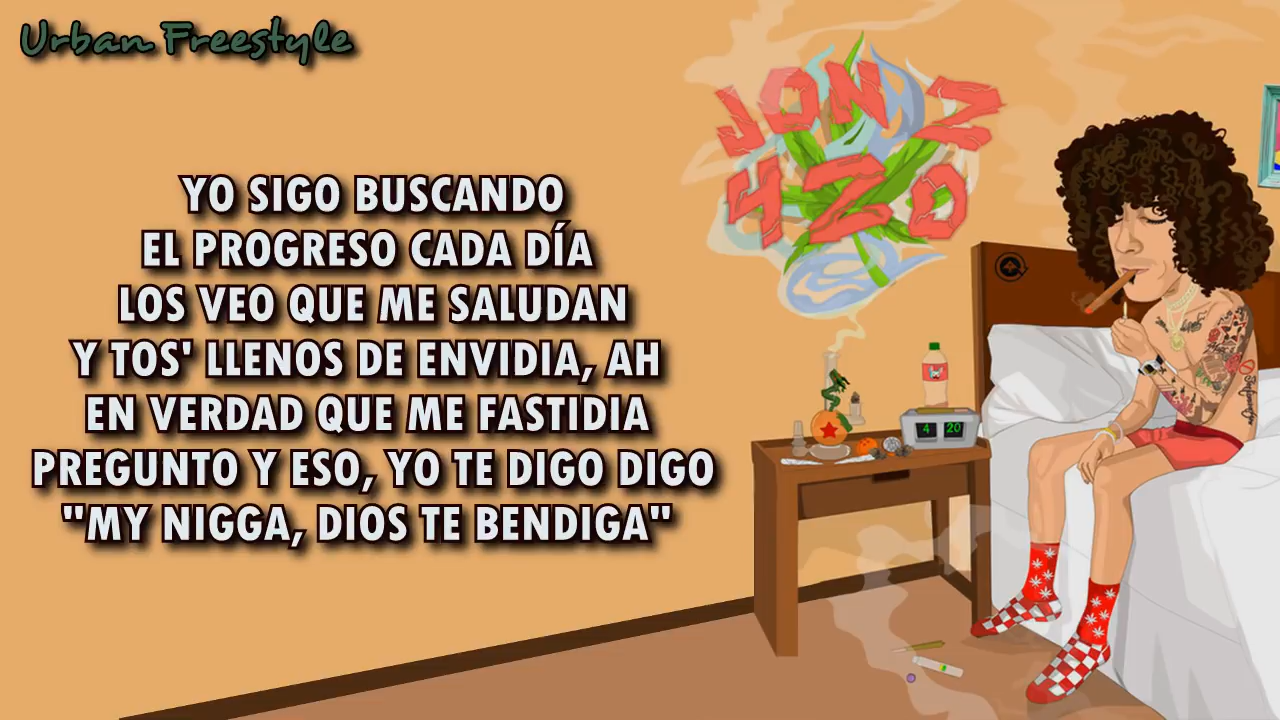 Urban Freestyle
JON Z
420
YO SIGO BUSCANDO
EL PROGRESO CADA DÍA
LOS VEO QUE ME SALUDAN
Y TOS' LLENOS DE ENVIDIA, AH
EN VERDAD QUE ME FASTIDIA
PREGUNTO Y ESO, YO TE DIGO DIGO
"MY NIGGA, DIOS TE BENDIGA"
4 20